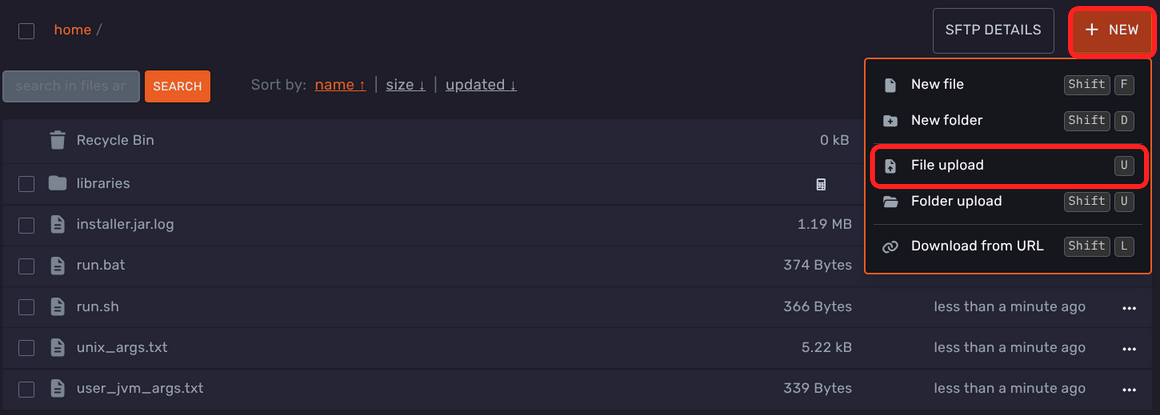 home /
SFTP DETAILS
+ NEW
search in files ar
SEARCH
Sort by: name ↑ | size ↓ | updated ↓
New file Shift F
New folder Shift D
File upload U
Folder upload Shift U
Download from URL Shift L
Recycle Bin 0 kB
libraries
installer.jar.log 1.19 MB
run.bat 374 Bytes
run.sh 366 Bytes less than a minute ago ...
unix_args.txt 5.22 kB less than a minute ago ...
user_jvm_args.txt 339 Bytes less than a minute ago ...